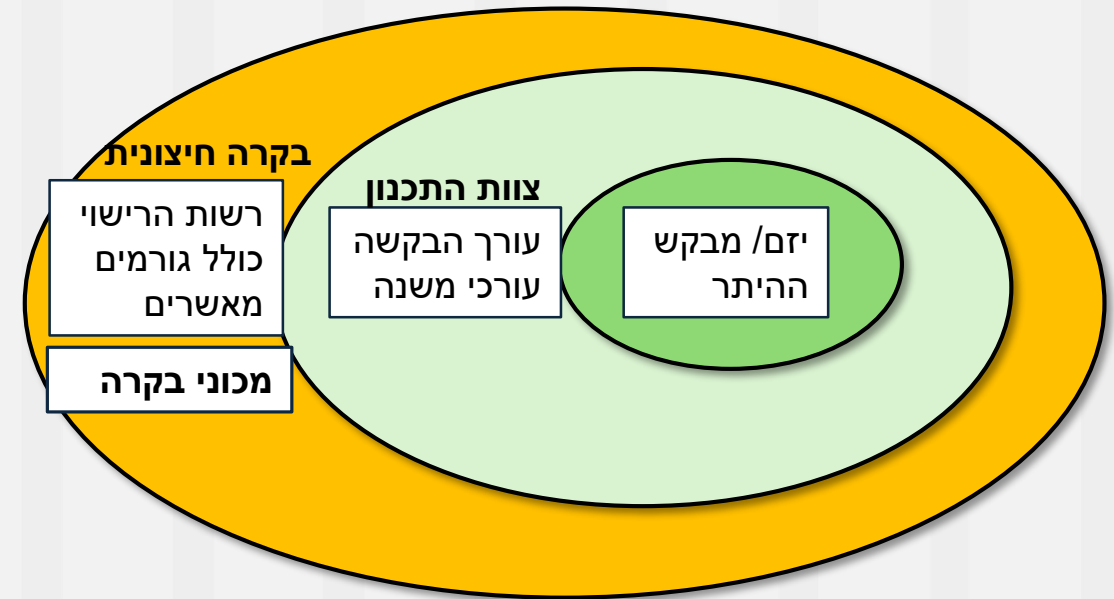 יזם/ מבקש
ההיתר
צוות התכנון
עורך הבקשה
עורכי משנה
בקרה חיצונית
רשות הרישוי
כולל גורמים
מאשרים
מכוני בקרה